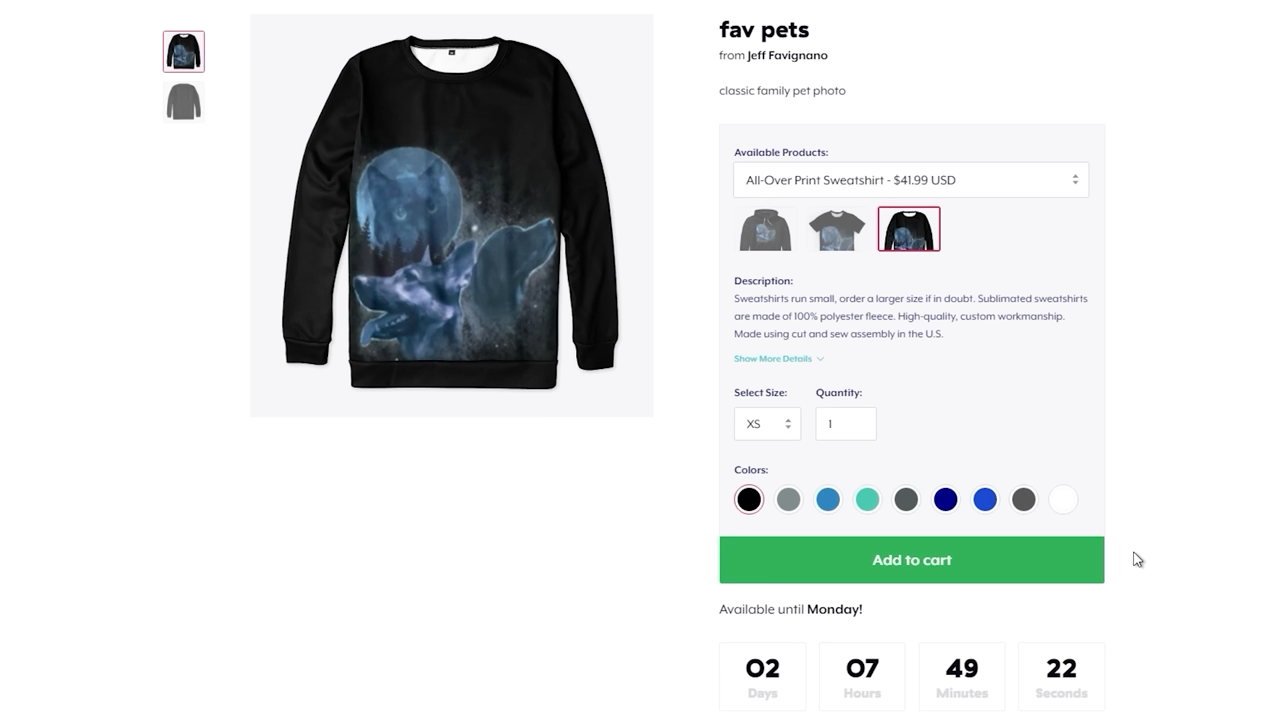 fav pets
from Jeff Favignano
classic family pet photo
Available Products:
All-Over Print Sweatshirt - $41.99 USD
Description:
Sweatshirts run small, order a larger size if in doubt. Sublimated sweatshirts
are made of 100% polyester fleece. High-quality, custom workmanship.
Made using cut and sew assembly in the U.S.
Show More Details
Select Size: Quantity:
XS 1
Colors:
Add to cart
Available until Monday!
02 07 49 22
Days Hours Minutes Seconds